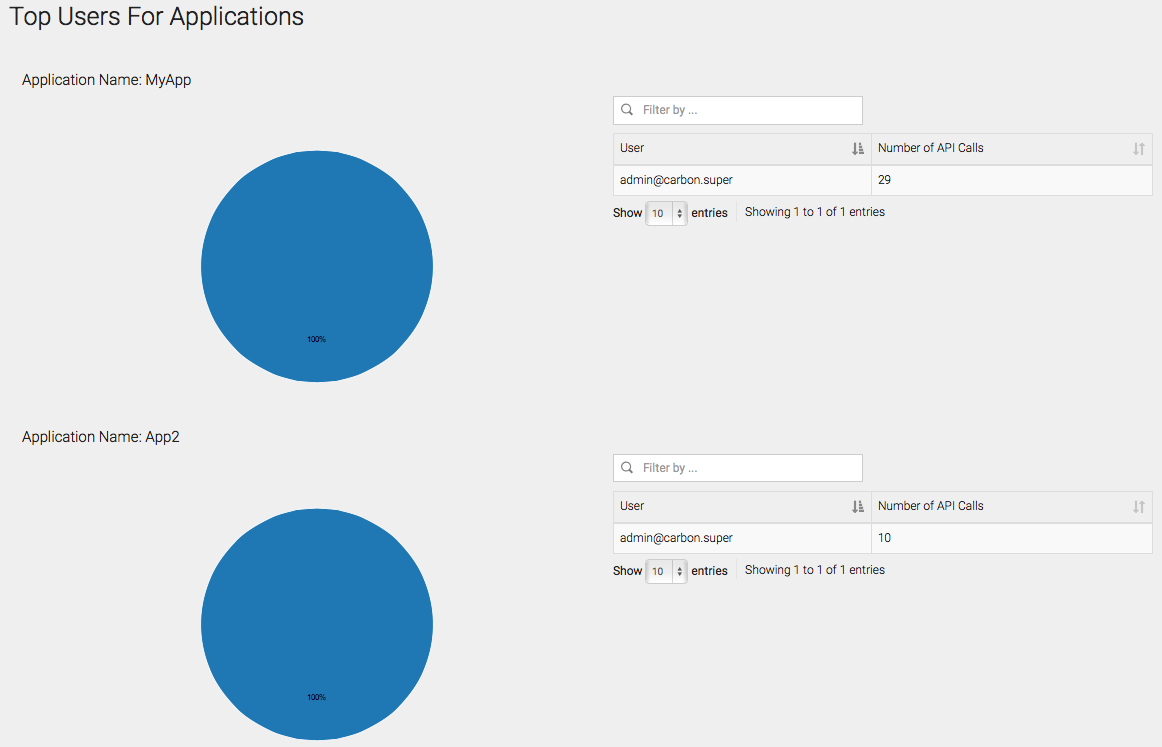 Top Users For Applications
Application Name: MyApp
Filter by ...
User Number of API Calls
admin@carbon.super 29
Show 10 entries Showing 1 to 1 of 1 entries
100%
Application Name: App2
Filter by ...
User Number of API Calls
admin@carbon.super 10
Show 10 entries Showing 1 to 1 of 1 entries
100%